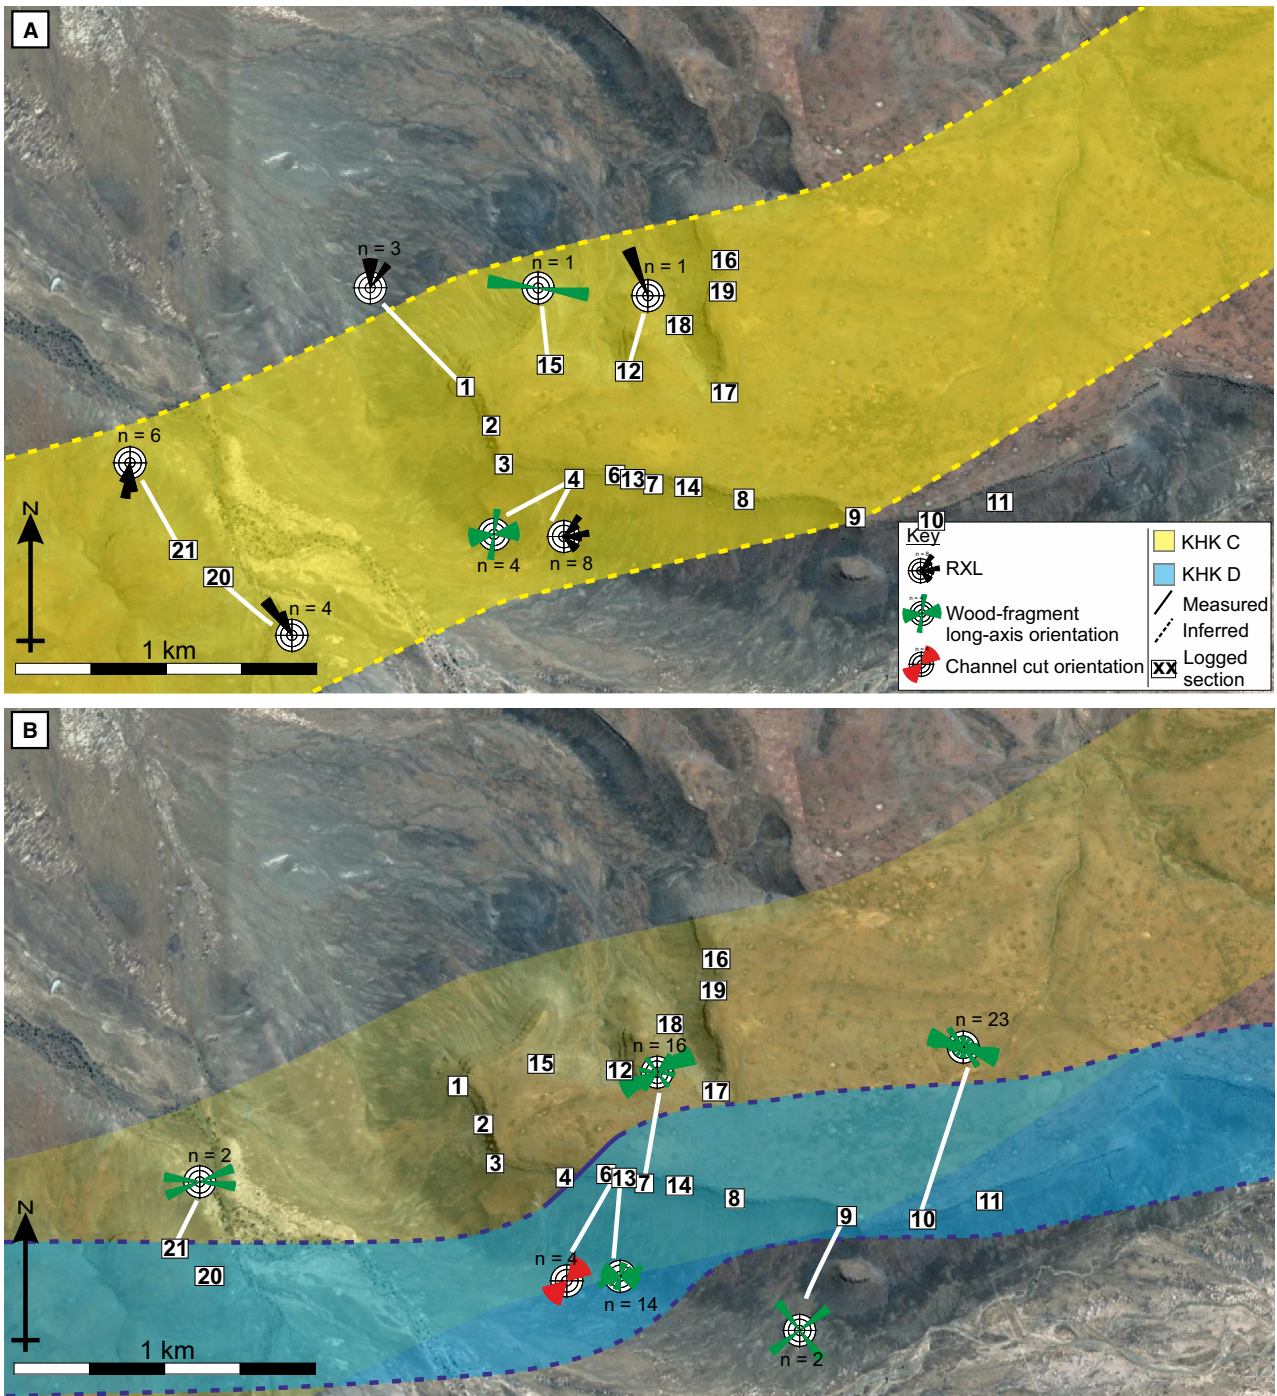 A
n = 3
n = 1
n = 1
16
19
18
15
12
1
17
2
n = 6
3
4
6
13
7
14
8
9
10
11
N
21
20
n = 4
n = 8
n = 4
1 km
Key
RXL
Wood-fragment
long-axis orientation
Channel cut orientation
KHK C
KHK D
Measured
Inferred
XX
Logged
section
B
16
19
18
n = 23
n = 16
15
12
1
17
2
n = 2
3
4
6
13
7
14
8
9
10
11
N
21
20
n = 4
n = 14
n = 2
1 km